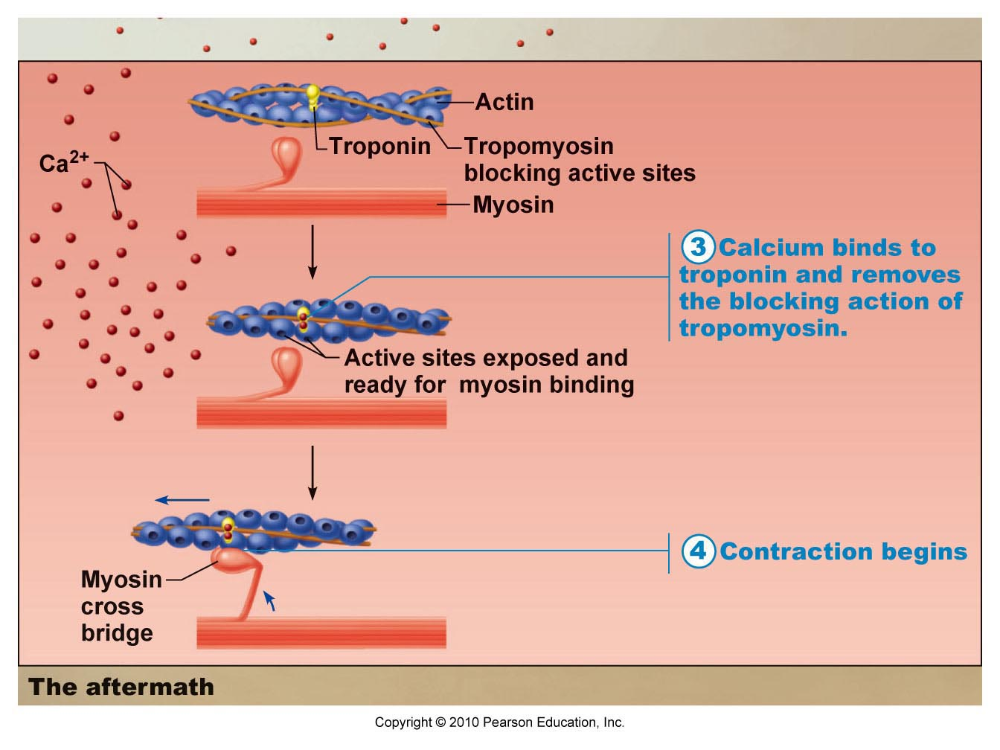 Actin
Troponin
Tropomyosin
blocking active sites
Ca2+
Myosin
3 Calcium binds to
troponin and removes
the blocking action of
tropomyosin.
Active sites exposed and
ready for myosin binding
4 Contraction begins
Myosin
cross
bridge
The aftermath
Copyright © 2010 Pearson Education, Inc.